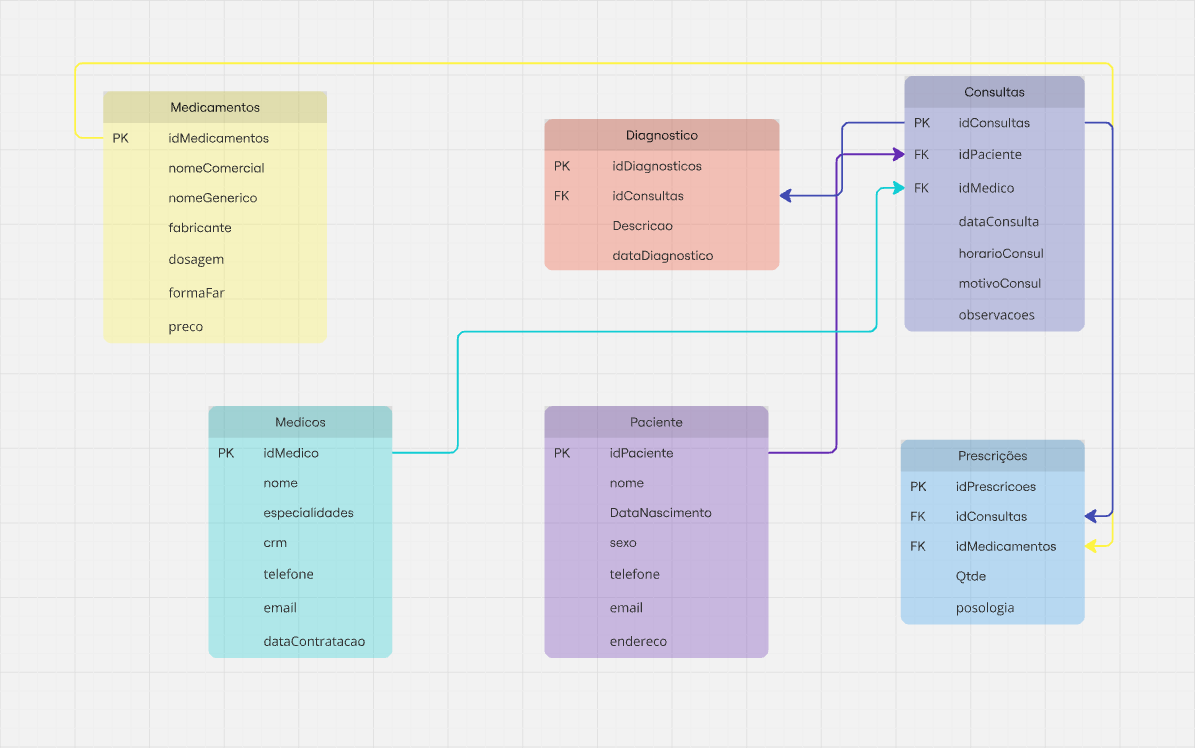 Medicamentos
PK idMedicamentos
nomeComercial
nomeGenerico
fabricante
dosagem
formaFar
preco
Diagnostico
PK idDiagnosticos
FK idConsultas
Descricao
dataDiagnostico
Consultas
PK idConsultas
FK idPaciente
FK idMedico
dataConsulta
horarioConsul
motivoConsul
observacoes
Medicos
PK idMedico
nome
especialidades
crm
telefone
email
dataContratacao
Paciente
PK idPaciente
nome
DataNascimento
sexo
telefone
email
endereco
Prescrições
PK idPrescricoes
FK idConsultas
FK idMedicamentos
Qtde
posologia